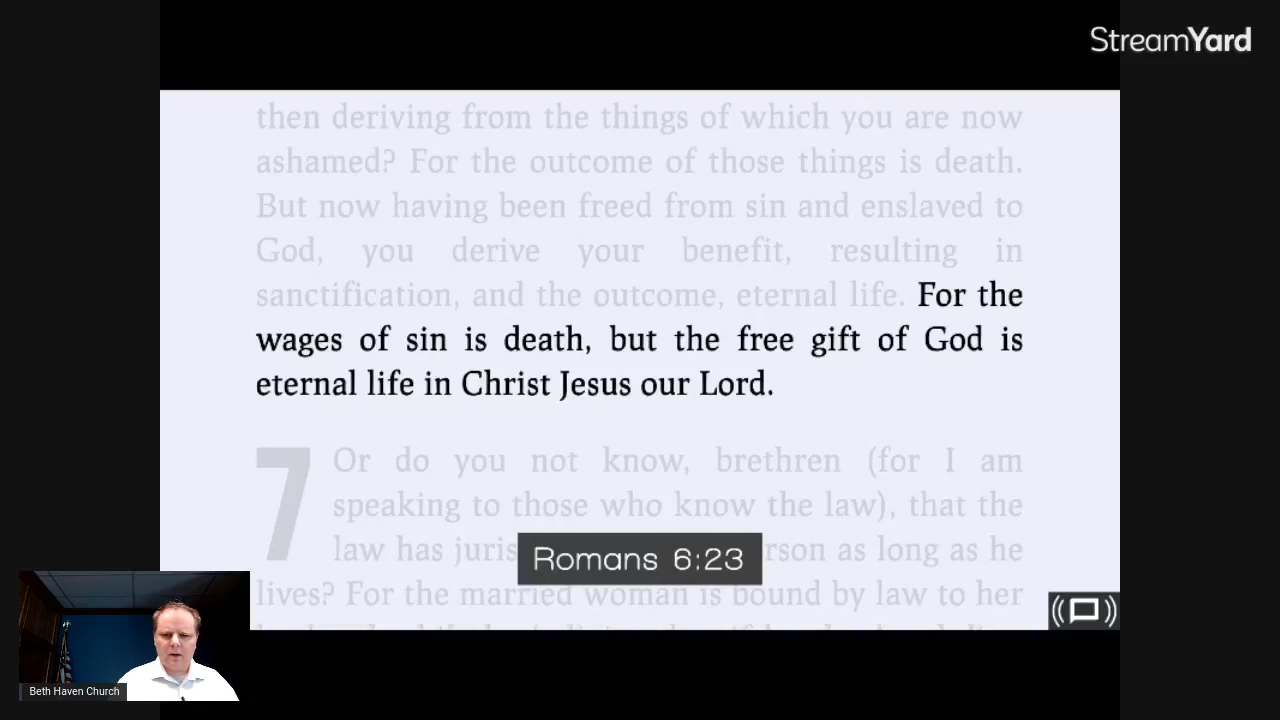 StreamYard
then deriving from the things of which you are now
ashamed? For the outcome of those things is death.
But now having been freed from sin and enslaved to
God, you derive your benefit, resulting in
sanctification, and the outcome, eternal life. For the
wages of sin is death, but the free gift of God is
eternal life in Christ Jesus our Lord.
7 Or do you not know, brethren (for I am
speaking to those who know the law), that the
law has juris rson as long as he
Romans 6:23
lives? For the married woman is bound by law to her
Beth Haven Church